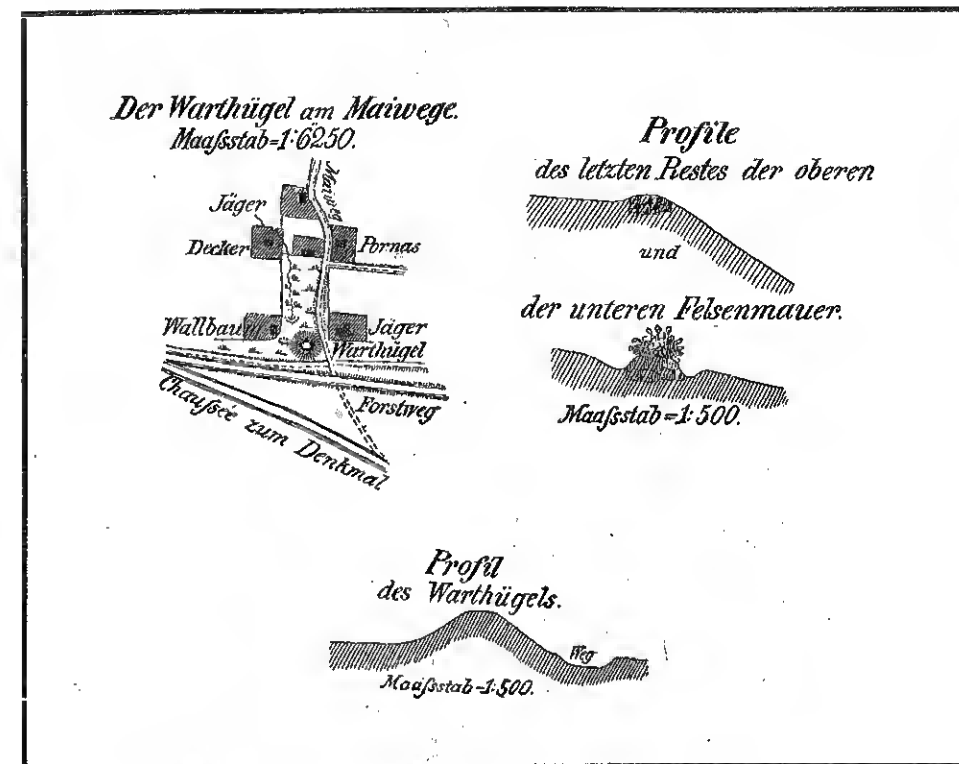 Der Warthügel am Maiwege.
Maaſsstab=1:6250.
Maiweg
Jäger
Decker
Pornas
Wallbaum
Jäger
Warthügel
Forstweg
Chauſsée zum Denkmal
Profile
des letzten Restes der oberen
und
der unteren Felsenmauer.
Maaſsstab=1:500.
Profil
des Warthügels.
Weg
Maaſsstab=1:500.